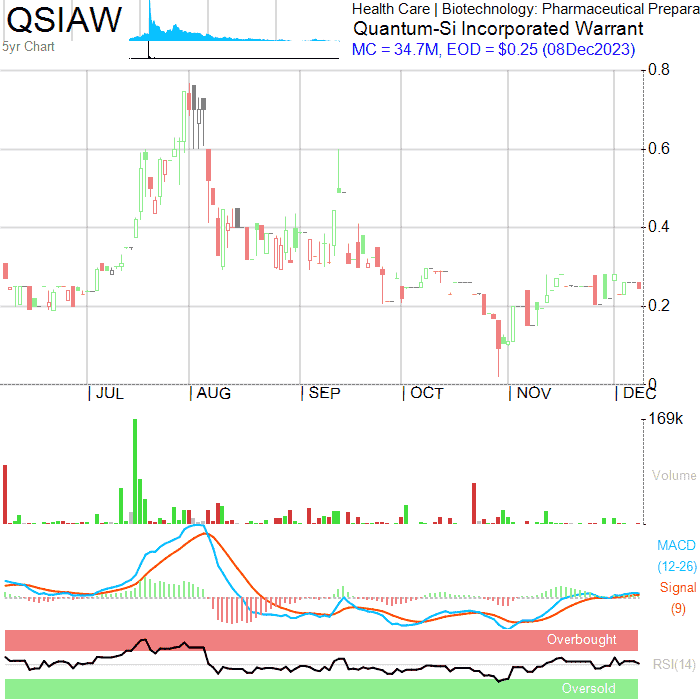 QSIAW
5yr Chart
Health Care | Biotechnology: Pharmaceutical Prepara
Quantum-Si Incorporated Warrant
MC = 34.7M, EOD = $0.25 (08Dec2023)
0.8
0.6
0.4
0.2
0
JUL AUG SEP OCT NOV DEC
169k
Volume
MACD
(12-26)
Signal
(9)
Overbought
RSI(14)
Oversold